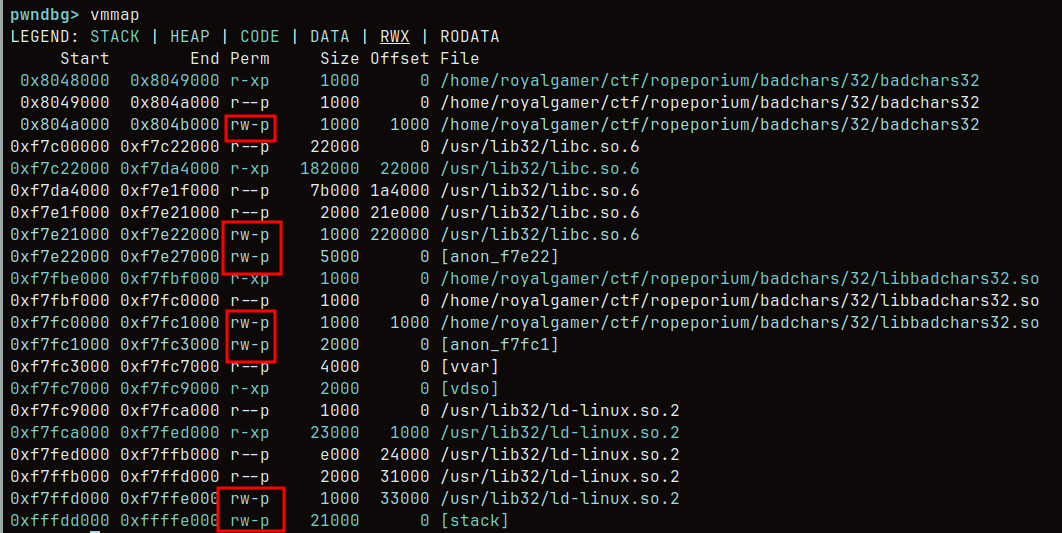 pwndbg> vmmap
LEGEND: STACK | HEAP | CODE | DATA | RWX | RODATA
Start End Perm Size Offset File
0x8048000 0x8049000 r-xp 1000 0 /home/royalgamer/ctf/ropeporium/badchars/32/badchars32
0x8049000 0x804a000 r--p 1000 0 /home/royalgamer/ctf/ropeporium/badchars/32/badchars32
0x804a000 0x804b000 rw-p 1000 1000 /home/royalgamer/ctf/ropeporium/badchars/32/badchars32
0xf7c00000 0xf7c22000 r--p 22000 0 /usr/lib32/libc.so.6
0xf7c22000 0xf7da4000 r-xp 182000 22000 /usr/lib32/libc.so.6
0xf7da4000 0xf7e1f000 r--p 7b000 1a4000 /usr/lib32/libc.so.6
0xf7e1f000 0xf7e21000 r--p 2000 21e000 /usr/lib32/libc.so.6
0xf7e21000 0xf7e22000 rw-p 1000 220000 /usr/lib32/libc.so.6
0xf7e22000 0xf7e27000 rw-p 5000 0 [anon_f7e22]
0xf7fbe000 0xf7fbf000 r-xp 1000 0 /home/royalgamer/ctf/ropeporium/badchars/32/libbadchars32.so
0xf7fbf000 0xf7fc0000 r--p 1000 0 /home/royalgamer/ctf/ropeporium/badchars/32/libbadchars32.so
0xf7fc0000 0xf7fc1000 rw-p 1000 1000 /home/royalgamer/ctf/ropeporium/badchars/32/libbadchars32.so
0xf7fc1000 0xf7fc3000 rw-p 2000 0 [anon_f7fc1]
0xf7fc3000 0xf7fc7000 r--p 4000 0 [vvar]
0xf7fc7000 0xf7fc9000 r-xp 2000 0 [vdso]
0xf7fc9000 0xf7fca000 r--p 1000 0 /usr/lib32/ld-linux.so.2
0xf7fca000 0xf7fed000 r-xp 23000 1000 /usr/lib32/ld-linux.so.2
0xf7fed000 0xf7ffb000 r--p e000 24000 /usr/lib32/ld-linux.so.2
0xf7ffb000 0xf7ffd000 r--p 2000 31000 /usr/lib32/ld-linux.so.2
0xf7ffd000 0xf7ffe000 rw-p 1000 33000 /usr/lib32/ld-linux.so.2
0xfffdd000 0xffffe000 rw-p 21000 0 [stack]